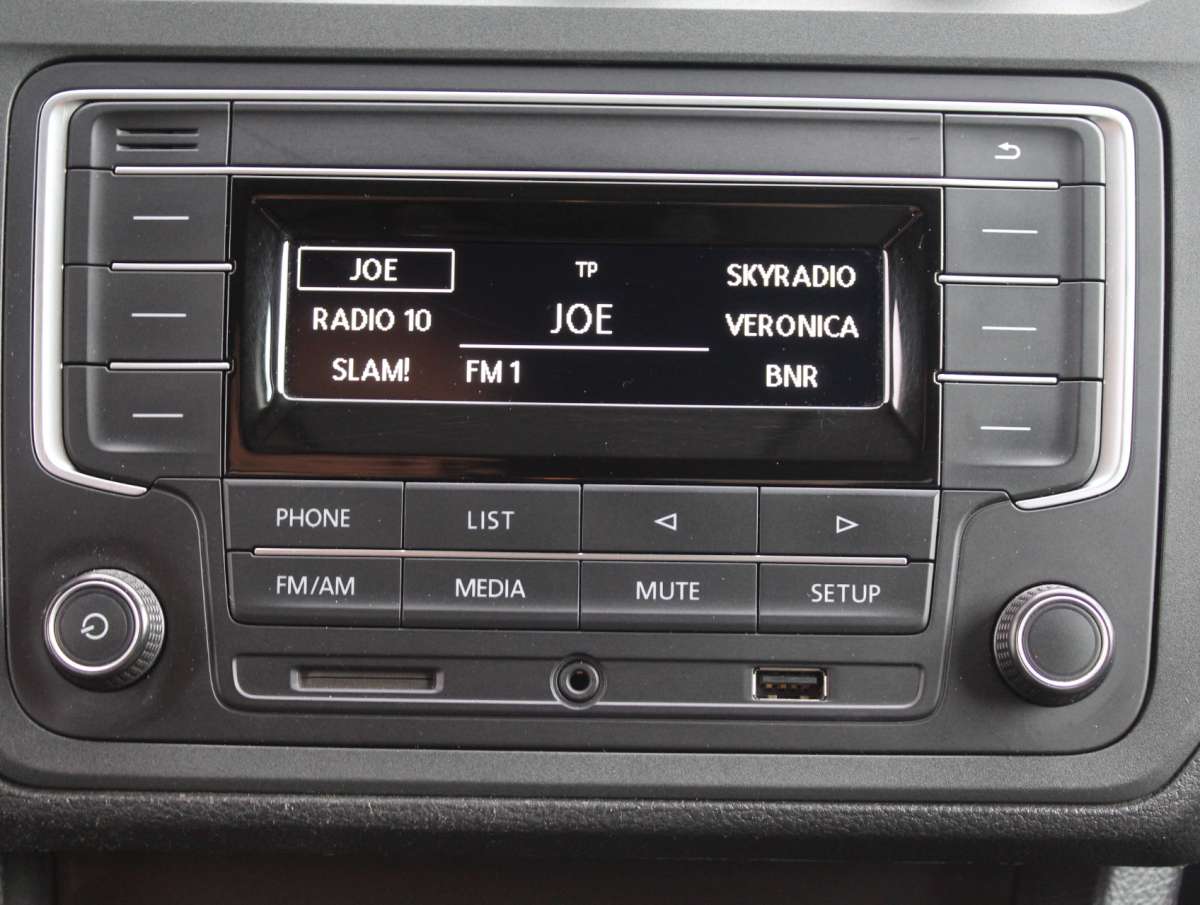 JOE
TP
SKYRADIO
RADIO 10
JOE
VERONICA
SLAM!
FM 1
BNR
PHONE
LIST
FM/AM
MEDIA
MUTE
SETUP